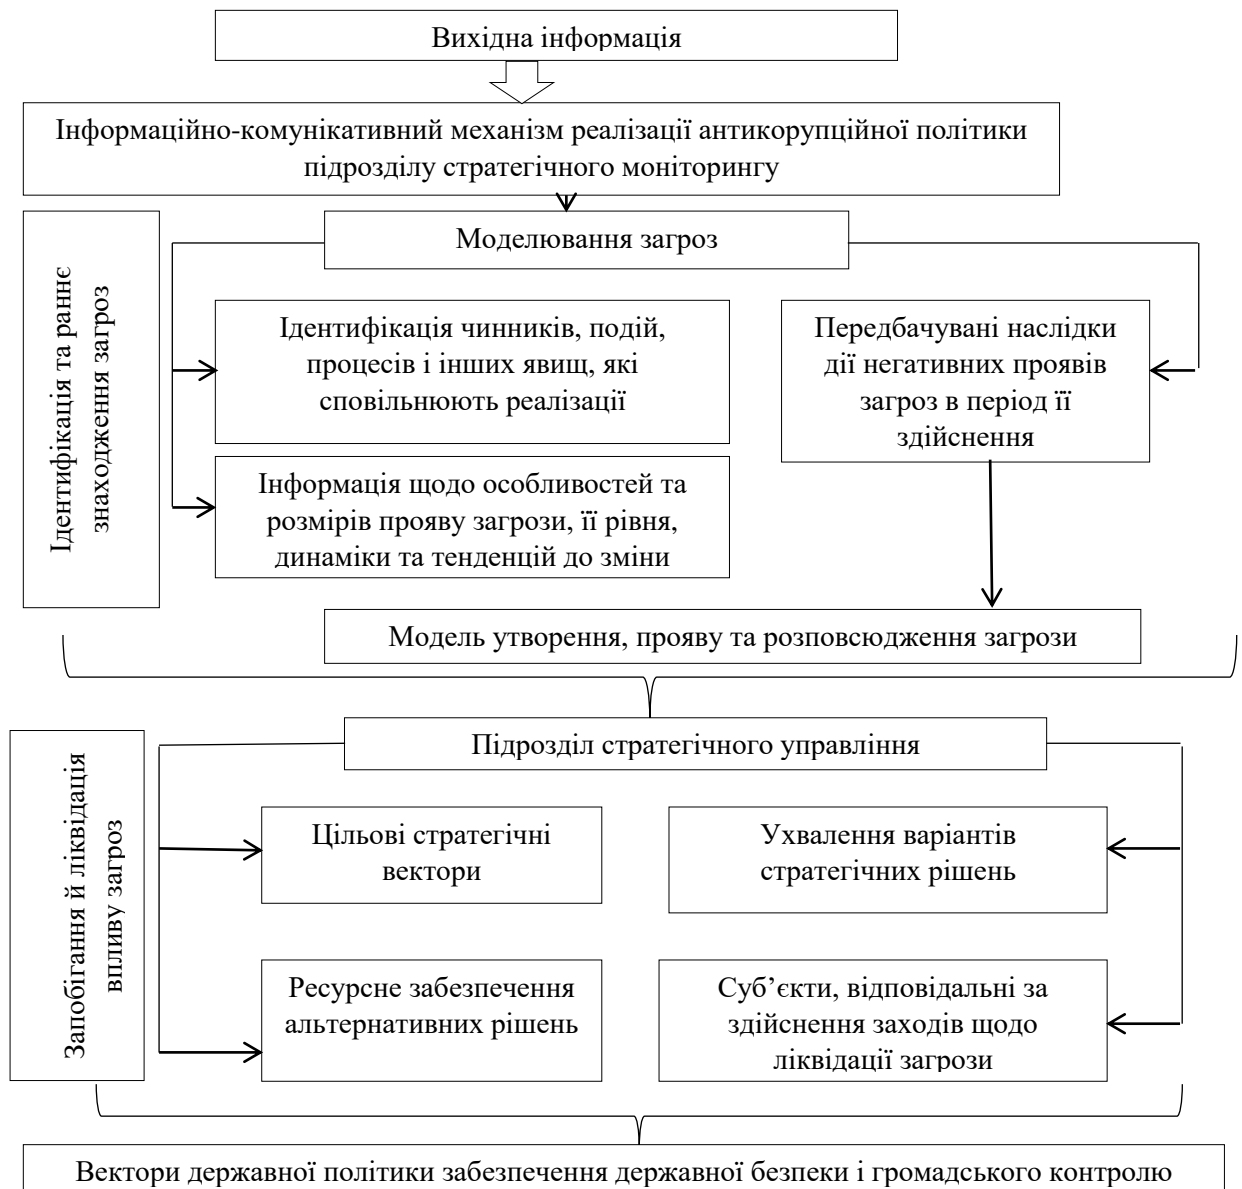 Вихідна інформація
Інформаційно-комунікативний механізм реалізації антикорупційної політики
підрозділу стратегічного моніторингу
Ідентифікація та раннє
знаходження загроз
Моделювання загроз
Ідентифікація чинників, подій,
процесів і інших явищ, які
сповільнюють реалізації
Передбачувані наслідки
дії негативних проявів
загроз в період її
здійснення
Інформація щодо особливостей та
розмірів прояву загрози, її рівня,
динаміки та тенденцій до зміни
Модель утворення, прояву та розповсюдження загрози
Запобігання й ліквідація
впливу загроз
Підрозділ стратегічного управління
Цільові стратегічні
вектори
Ухвалення варіантів
стратегічних рішень
Ресурсне забезпечення
альтернативних рішень
Суб’єкти, відповідальні за
здійснення заходів щодо
ліквідації загрози
Вектори державної політики забезпечення державної безпеки і громадського контролю